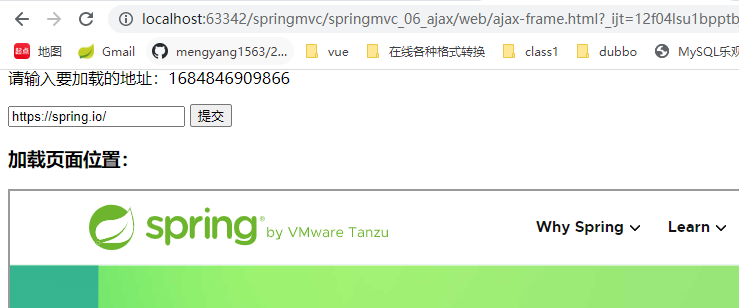 localhost:63342/springmvc/springmvc_06_ajax/web/ajax-frame.html?_ijt=12f04lsu1bpptb
起点 地图 Gmail mengyang1563/2... vue 在线各种格式转换 class1 dubbo MySQL乐观
请输入要加载的地址：1684846909866
https://spring.io/ 提交
加载页面位置：
spring® by VMware Tanzu Why Spring Learn